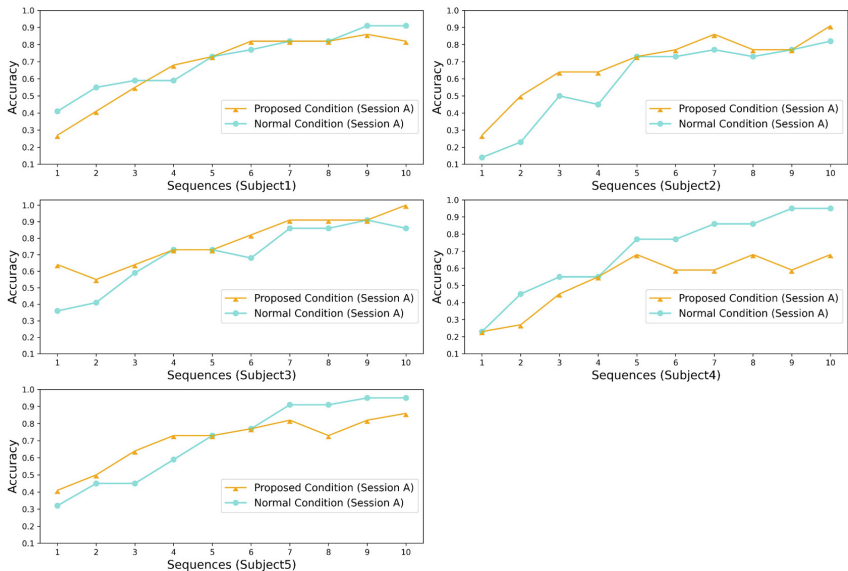 1.0
0.9
0.8
0.7
0.6
0.5
0.4
0.3
0.2
0.1
Accuracy
Proposed Condition (Session A)
Normal Condition (Session A)
1 2 3 4 5 6 7 8 9 10
Sequences (Subject1)
1.0
0.9
0.8
0.7
0.6
0.5
0.4
0.3
0.2
0.1
Accuracy
Proposed Condition (Session A)
Normal Condition (Session A)
1 2 3 4 5 6 7 8 9 10
Sequences (Subject2)
1.0
0.9
0.8
0.7
0.6
0.5
0.4
0.3
0.2
0.1
Accuracy
Proposed Condition (Session A)
Normal Condition (Session A)
1 2 3 4 5 6 7 8 9 10
Sequences (Subject3)
1.0
0.9
0.8
0.7
0.6
0.5
0.4
0.3
0.2
0.1
Accuracy
Proposed Condition (Session A)
Normal Condition (Session A)
1 2 3 4 5 6 7 8 9 10
Sequences (Subject4)
1.0
0.9
0.8
0.7
0.6
0.5
0.4
0.3
0.2
0.1
Accuracy
Proposed Condition (Session A)
Normal Condition (Session A)
1 2 3 4 5 6 7 8 9 10
Sequences (Subject5)